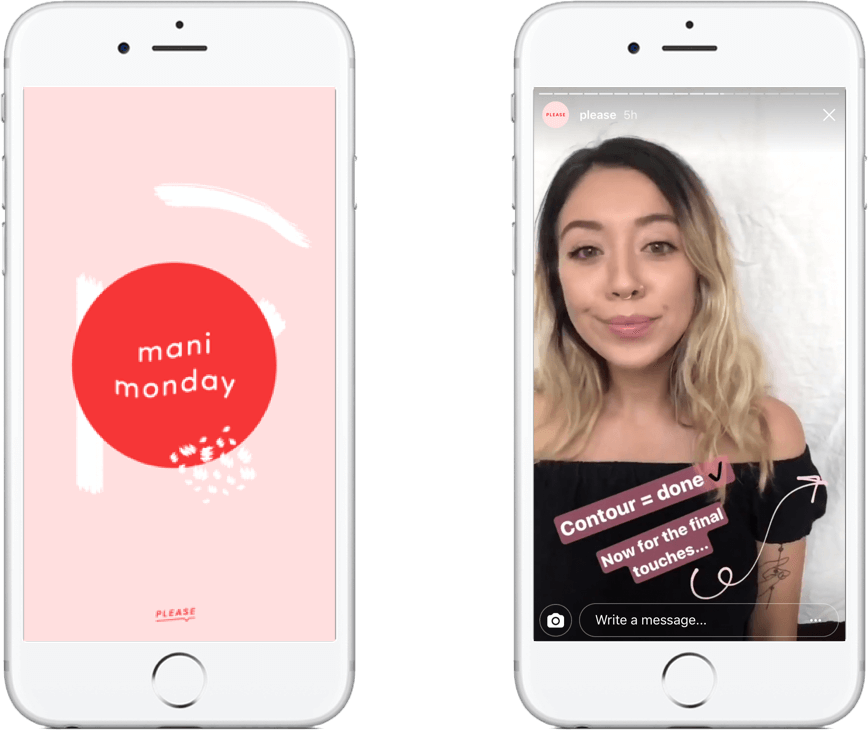 mani
monday
PLEASE
PLEASE
please 5h
Contour = done ✓
Now for the final
touches...
Write a message...